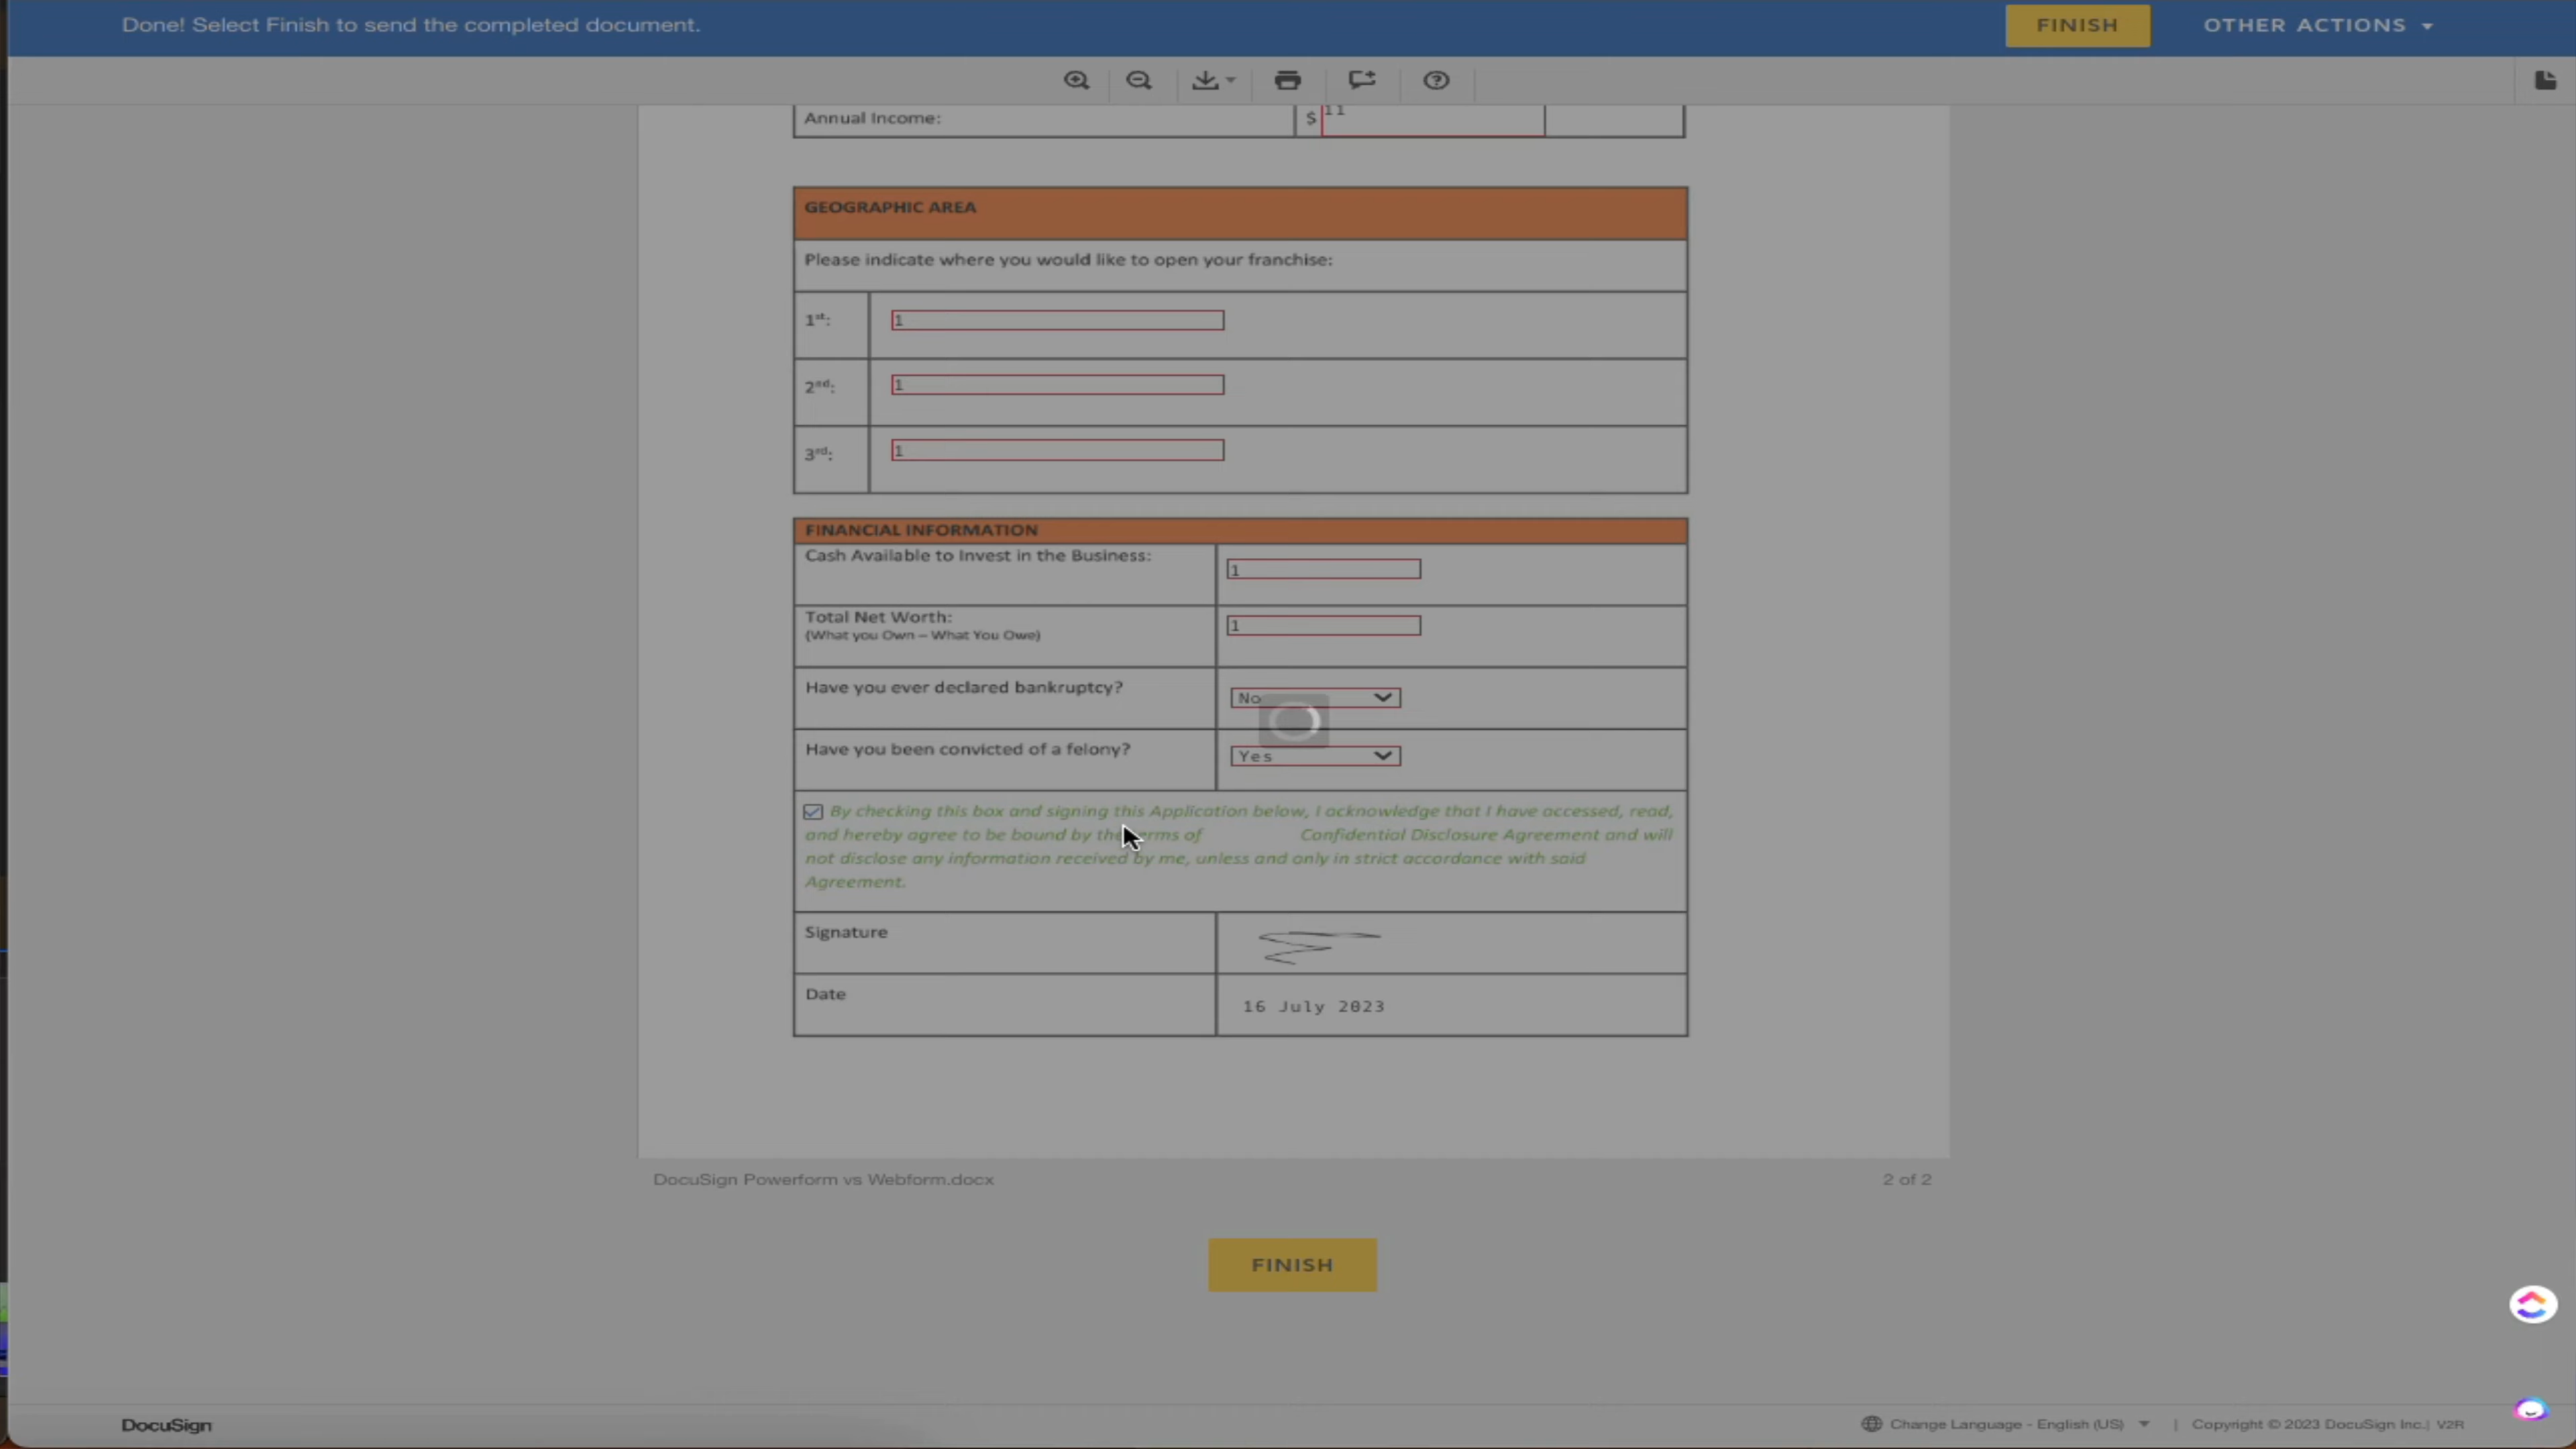 Done! Select Finish to send the completed document.
FINISH
OTHER ACTIONS
Annual Income:
$ 11
GEOGRAPHIC AREA
Please indicate where you would like to open your franchise:
1st: 1
2nd: 1
3rd: 1
FINANCIAL INFORMATION
Cash Available to Invest in the Business: 1
Total Net Worth: 1
(What you Own – What You Owe)
Have you ever declared bankruptcy? No
Have you been convicted of a felony? Yes
By checking this box and signing this Application below, I acknowledge that I have accessed, read,
and hereby agree to be bound by the terms of Confidential Disclosure Agreement and will
not disclose any information received by me, unless and only in strict accordance with said
Agreement.
Signature
Date 16 July 2023
DocuSign Powerform vs Webform.docx
2 of 2
FINISH
DocuSign
Change Language - English (US) | Copyright © 2023 DocuSign Inc.| V2R